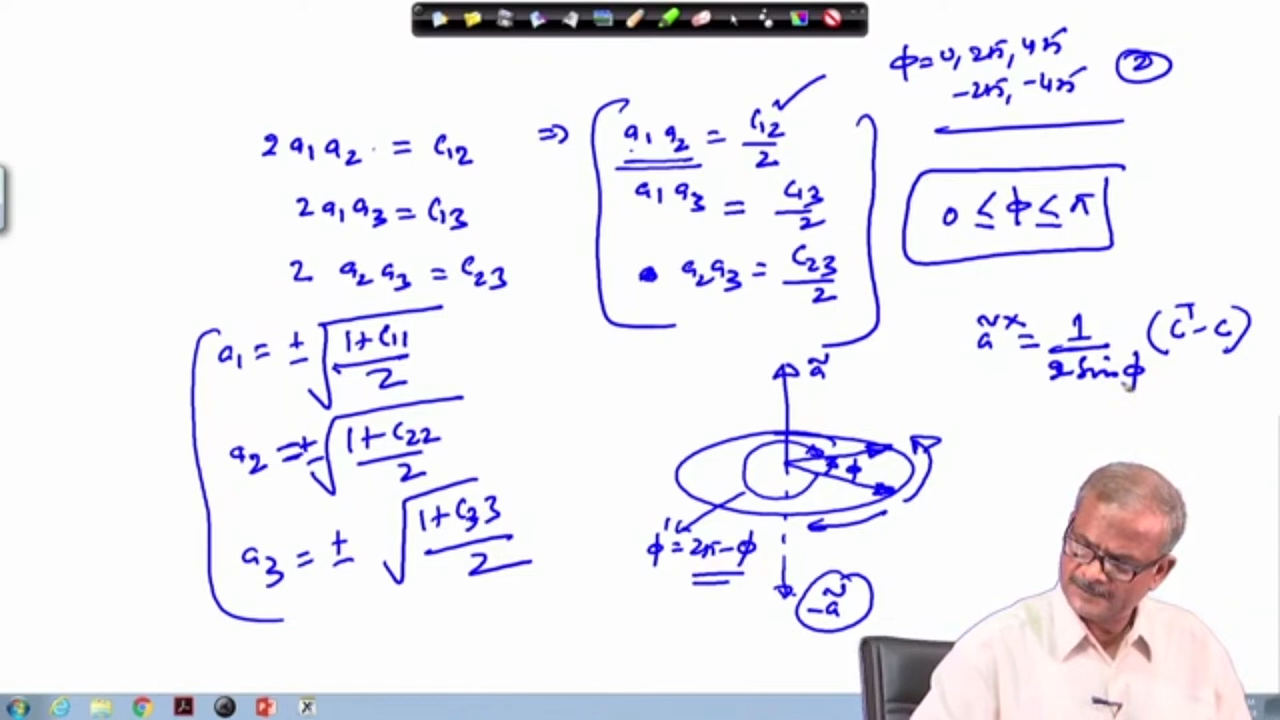 2 a₁ a₂ = C₁₂ ⇒ a₁ a₂ = C₁₂/2
2 a₁ a₃ = C₁₃
a₁ a₃ = C₁₃/2
2 a₂ a₃ = C₂₃
a₂ a₃ = C₂₃/2
a₁ = ± √((1 + C₁₁)/2)
a₂ = ± √((1 + C₂₂)/2)
a₃ = ± √((1 + C₃₃)/2)
φ = 0, 2π, 4π
-2π, -4π
2
0 ≤ φ ≤ π
ã^× = 1/(2 sin φ) (Cᵀ - C)
ã
φ
φ' = 2π - φ
-ã